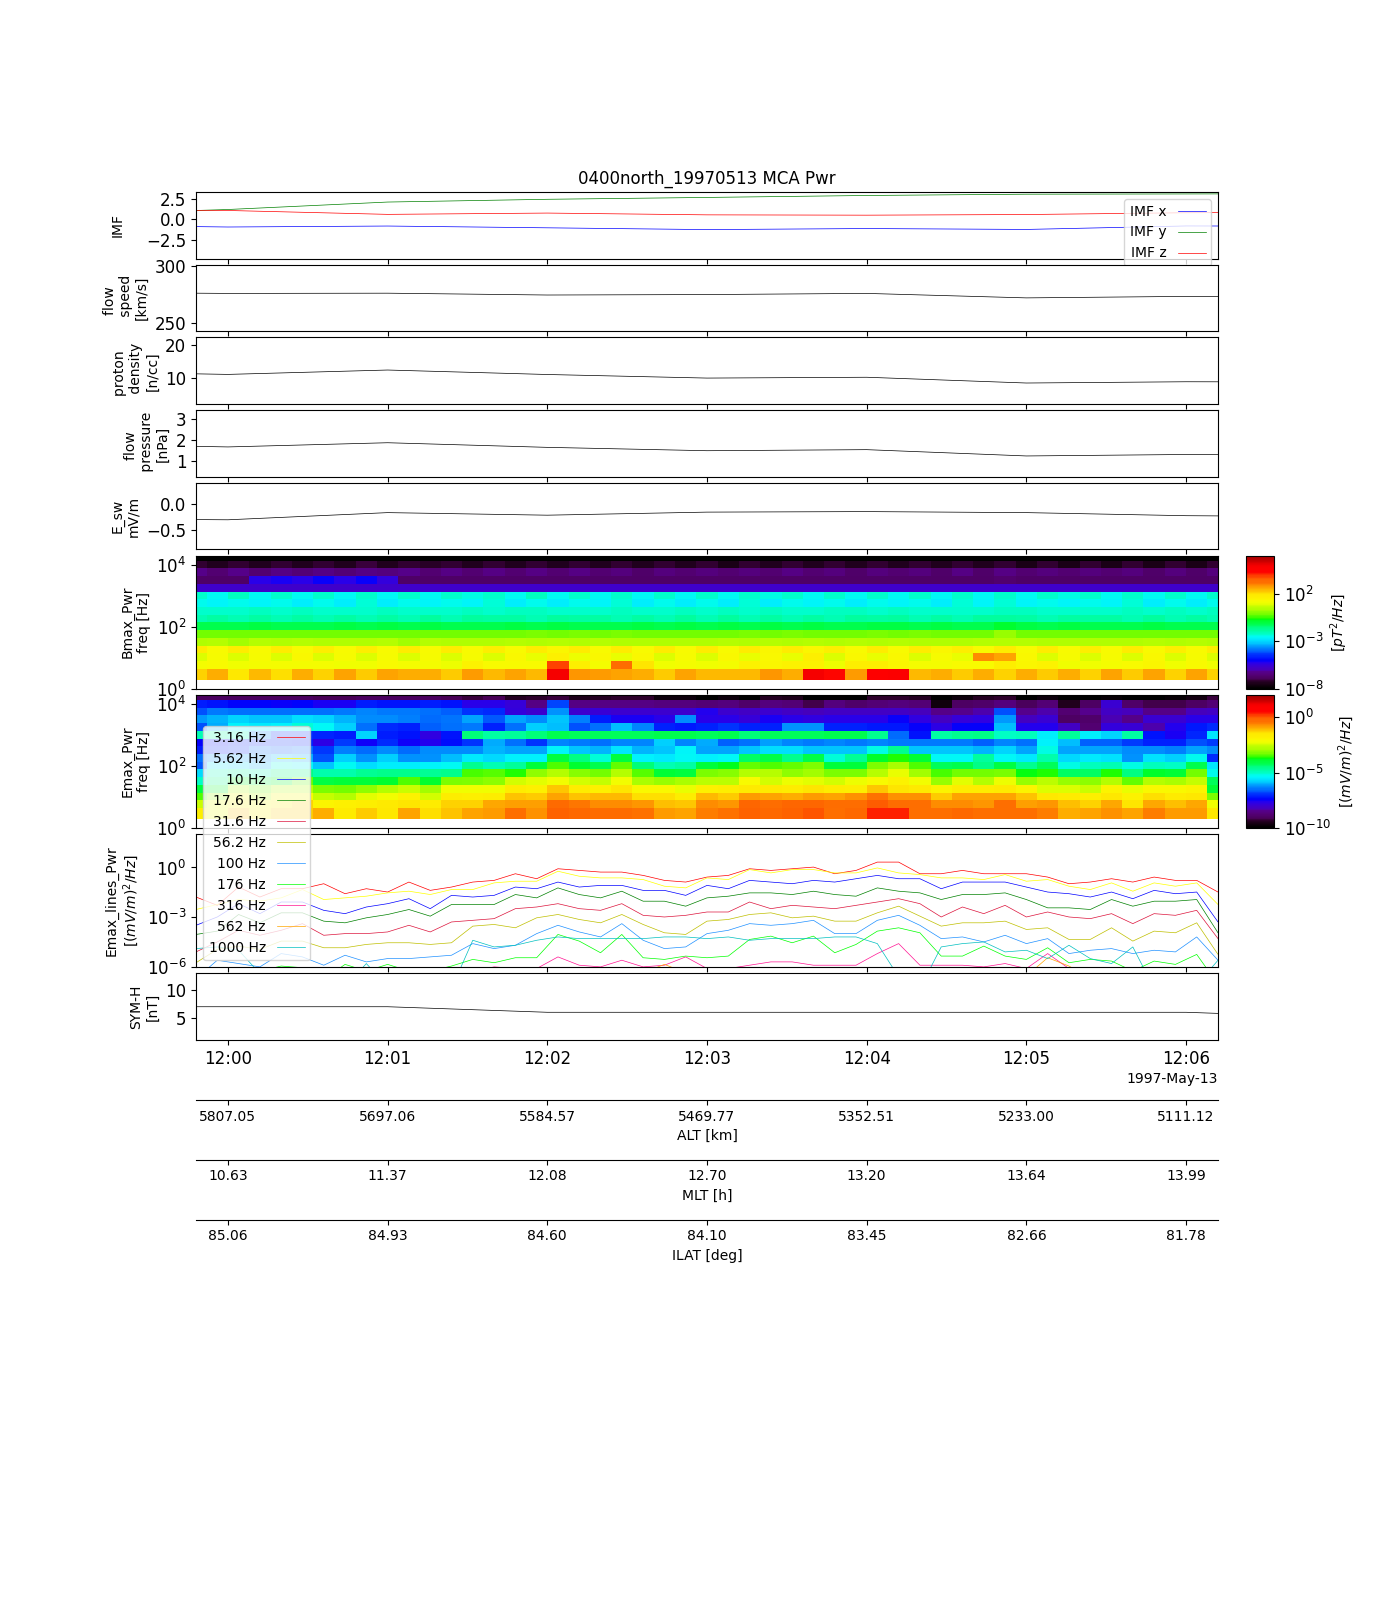 0400north_19970513 MCA Pwr
IMF
2.5
0.0
−2.5
IMF x
IMF y
IMF z
flow
speed
[km/s]
300
250
proton
density
[n/cc]
20
10
flow
pressure
[nPa]
3
2
1
E_sw
mV/m
0.0
−0.5
Bmax_Pwr
freq [Hz]
10^4
10^2
10^0
10^2
10^−3
10^−8
[pT^2/Hz]
Emax_Pwr
freq [Hz]
10^4
10^2
10^0
10^0
10^−5
10^−10
[(mV/m)^2/Hz]
3.16 Hz
5.62 Hz
10 Hz
17.6 Hz
31.6 Hz
56.2 Hz
100 Hz
176 Hz
316 Hz
562 Hz
1000 Hz
Emax_lines_Pwr
[(mV/m)^2/Hz]
10^0
10^−3
10^−6
SYM-H
[nT]
10
5
12:00 12:01 12:02 12:03 12:04 12:05 12:06
1997-May-13
5807.05 5697.06 5584.57 5469.77 5352.51 5233.00 5111.12
ALT [km]
10.63 11.37 12.08 12.70 13.20 13.64 13.99
MLT [h]
85.06 84.93 84.60 84.10 83.45 82.66 81.78
ILAT [deg]